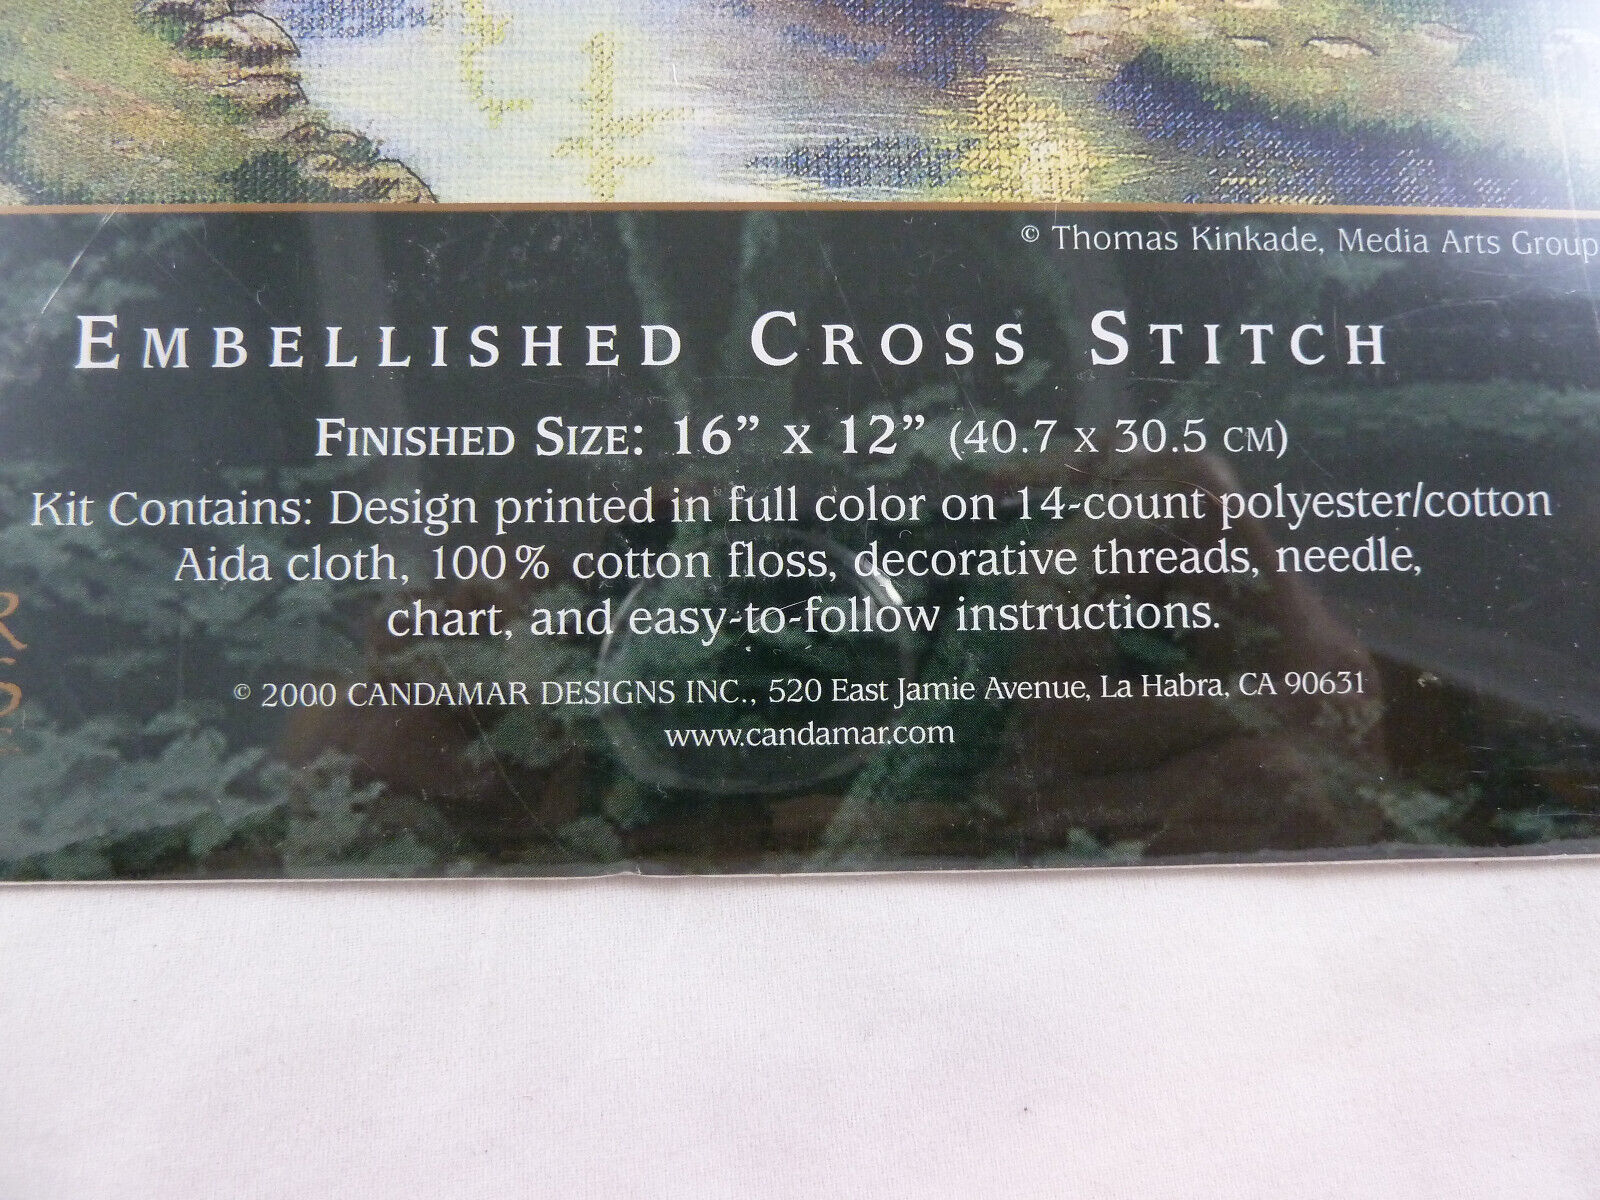 © Thomas Kinkade, Media Arts Group
EMBELLISHED CROSS STITCH
FINISHED SIZE: 16” X 12” (40.7 X 30.5 CM)
Kit Contains: Design printed in full color on 14-count polyester/cotton
Aida cloth, 100% cotton floss, decorative threads, needle,
chart, and easy-to-follow instructions.
© 2000 CANDAMAR DESIGNS INC., 520 East Jamie Avenue, La Habra, CA 90631
www.candamar.com